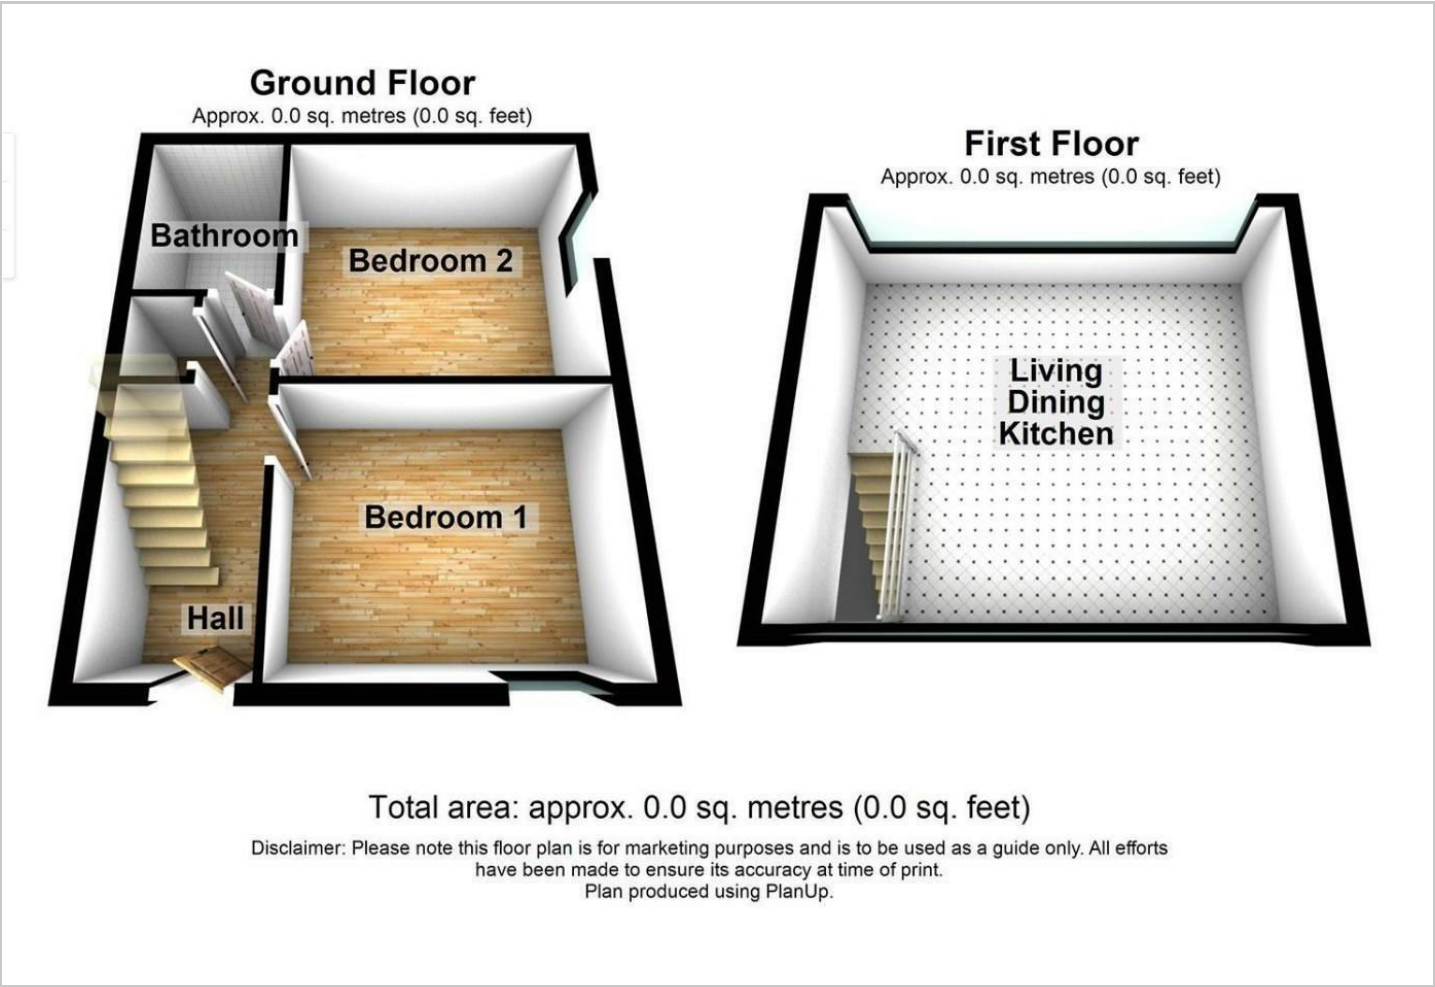 Ground Floor
Approx. 0.0 sq. metres (0.0 sq. feet)
Bathroom
Bedroom 2
Bedroom 1
Hall
First Floor
Approx. 0.0 sq. metres (0.0 sq. feet)
Living
Dining
Kitchen
Total area: approx. 0.0 sq. metres (0.0 sq. feet)
Disclaimer: Please note this floor plan is for marketing purposes and is to be used as a guide only. All efforts
have been made to ensure its accuracy at time of print.
Plan produced using PlanUp.